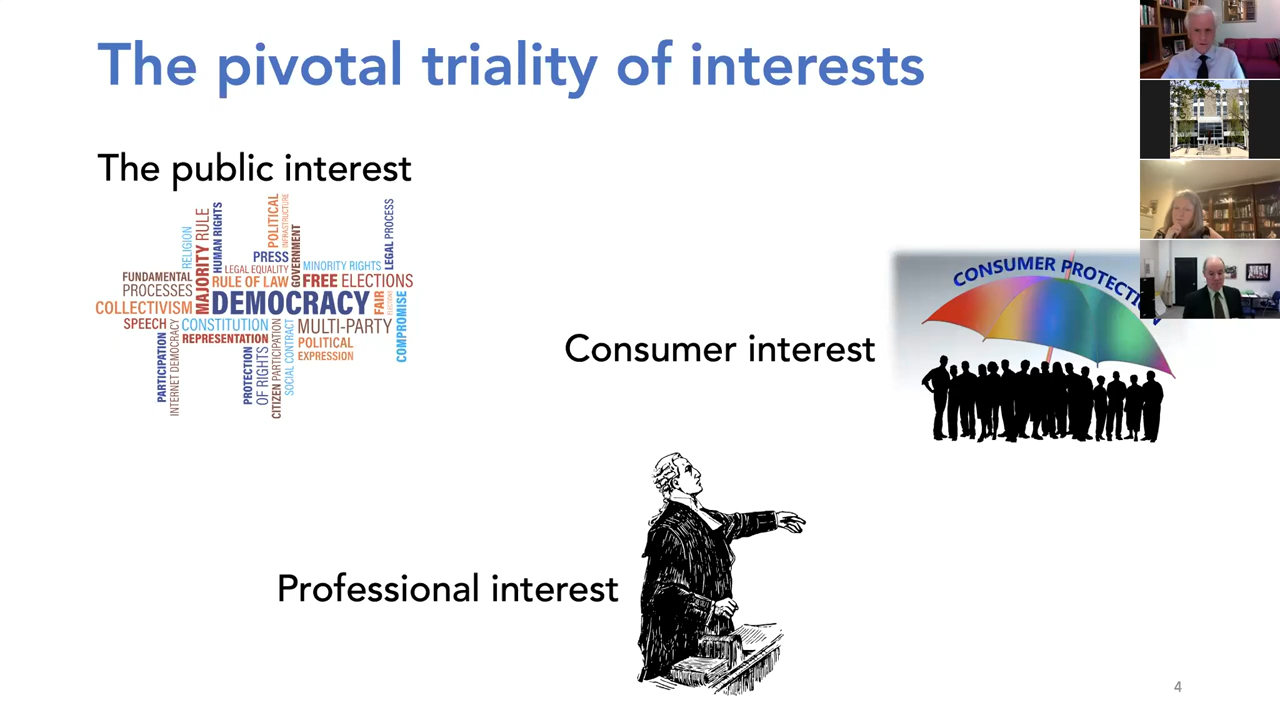 The pivotal triality of interests
The public interest
RELIGION
MAJORITY RULE
HUMAN RIGHTS
POLITICAL
INFRASTRUCTURE
GOVERNMENT
LEGAL PROCESS
PRESS
LEGAL EQUALITY
MINORITY RIGHTS
FUNDAMENTAL
PROCESSES
RULE OF LAW
FREE ELECTIONS
COLLECTIVISM
DEMOCRACY
FAIR
COMPROMISE
SPEECH
CONSTITUTION
MULTI-PARTY
REPRESENTATION
POLITICAL
EXPRESSION
PARTICIPATION
INTERNET DEMOCRACY
PROTECTION
OF RIGHTS
CITIZEN PARTICIPATION
SOCIAL CONTRACT
CONSUMER PROTECTION
Consumer interest
Professional interest
4